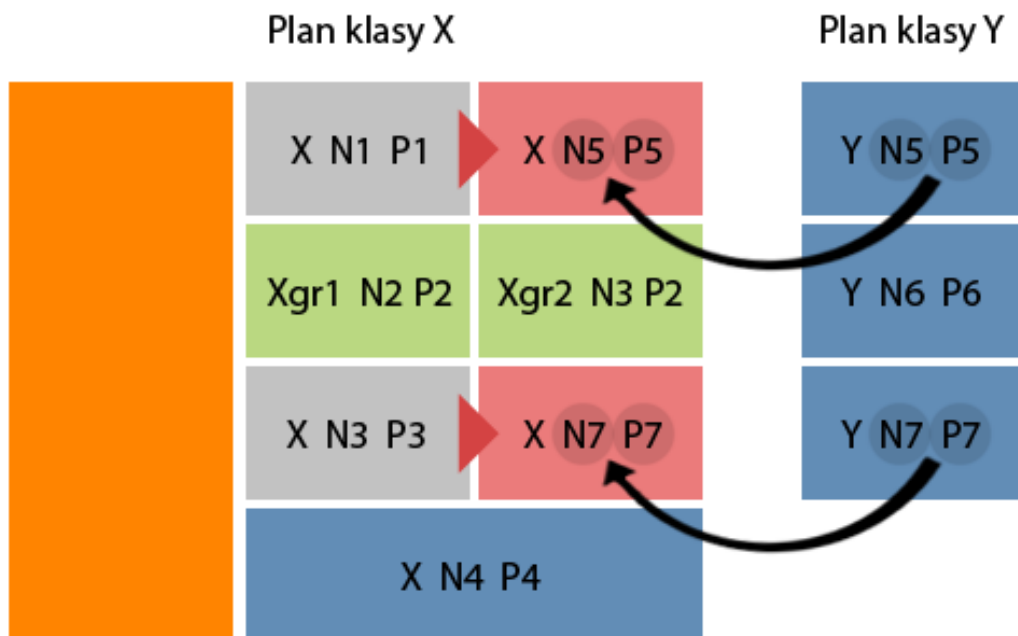 Plan klasy X
Plan klasy Y
X N1 P1
X N5 P5
Y N5 P5
Xgr1 N2 P2
Xgr2 N3 P2
Y N6 P6
X N3 P3
X N7 P7
Y N7 P7
X N4 P4